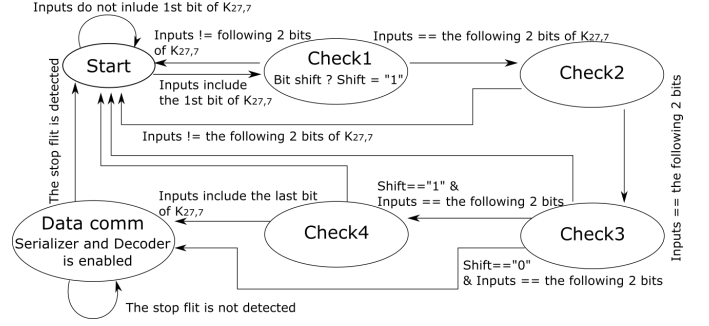 Inputs do not inlude 1st bit of K27,7
Inputs != following 2 bits
of K27,7
Inputs == the following 2 bits of K27,7
Start
Check1
Bit shift ? Shift = "1"
Check2
Inputs include
the 1st bit of K27,7
Inputs != the following 2 bits of K27,7
The stop flit is detected
Inputs == the following 2 bits
Shift=="1" &
Inputs == the following 2 bits
Inputs include the last bit
of K27,7
Data comm
Serializer and Decoder
is enabled
Check4
Check3
Shift=="0"
& Inputs == the following 2 bits
The stop flit is not detected